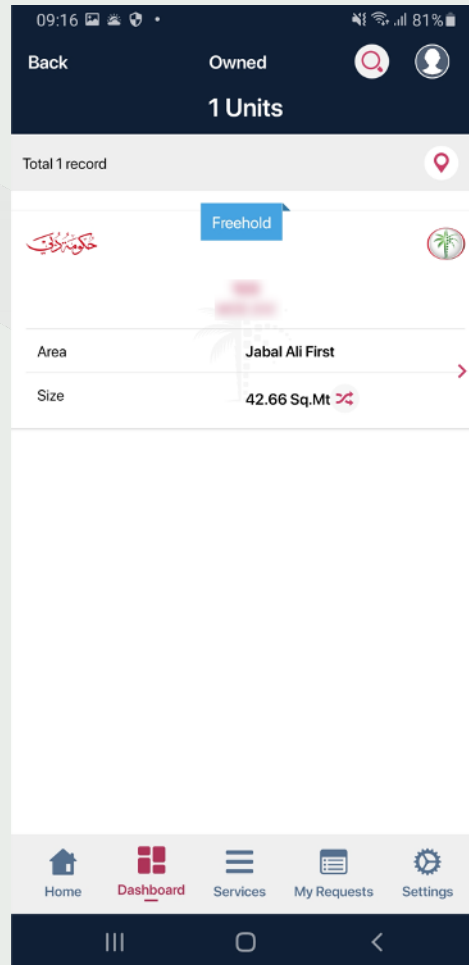 09:16 81%
Back Owned
1 Units
Total 1 record
Freehold
حكومة دبي
Area Jabal Ali First
Size 42.66 Sq.Mt
Home Dashboard Services My Requests Settings